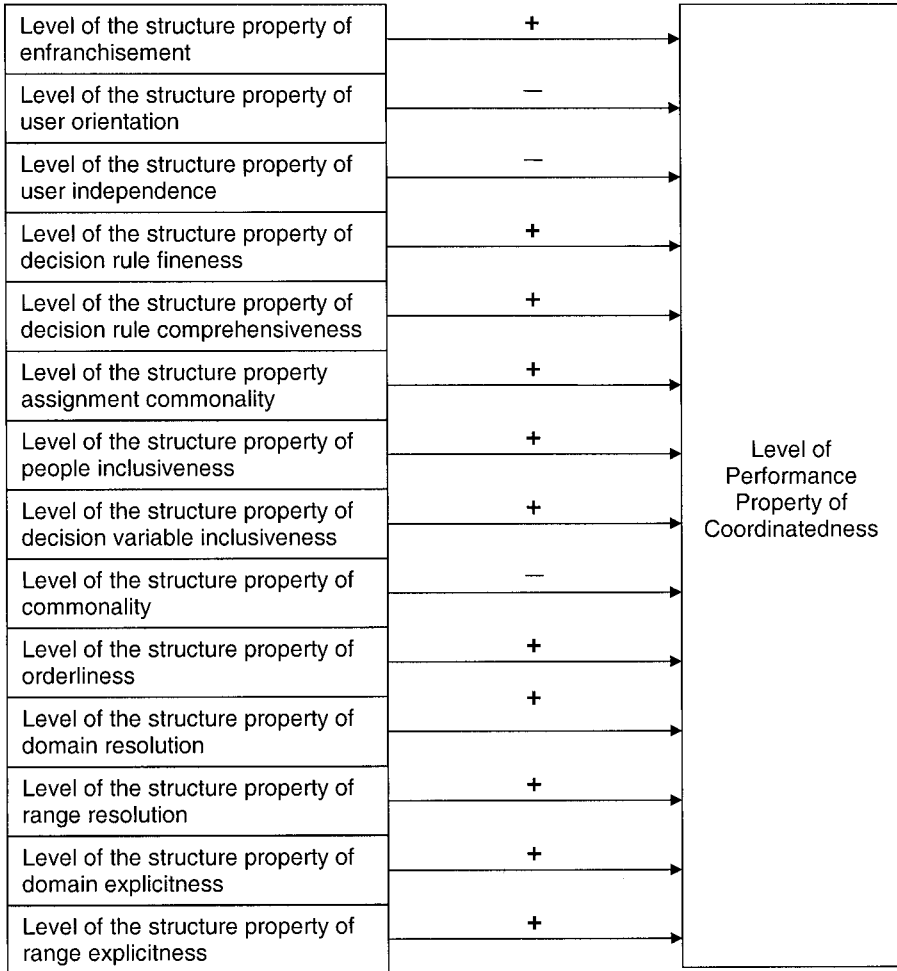 Level of the structure property of
enfranchisement
+
Level of the structure property of
user orientation
–
Level of the structure property of
user independence
–
Level of the structure property of
decision rule fineness
+
Level of the structure property of
decision rule comprehensiveness
+
Level of the structure property
assignment commonality
+
Level of the structure property of
people inclusiveness
+
Level of the structure property of
decision variable inclusiveness
+
Level of the structure property of
commonality
–
Level of the structure property of
orderliness
+
Level of the structure property of
domain resolution
+
Level of the structure property of
range resolution
+
Level of the structure property of
domain explicitness
+
Level of the structure property of
range explicitness
+
Level of
Performance
Property of
Coordinatedness